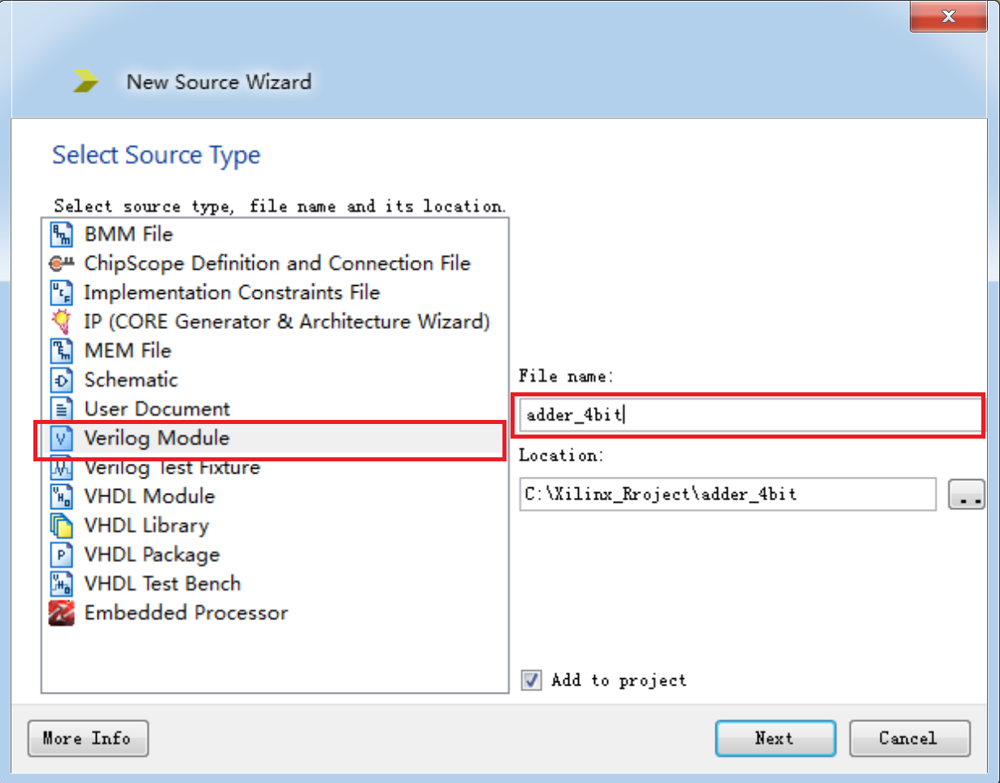 New Source Wizard
Select Source Type
Select source type, file name and its location.
BMM File
ChipScope Definition and Connection File
Implementation Constraints File
IP (CORE Generator & Architecture Wizard)
MEM File
Schematic
User Document
Verilog Module
Verilog Test Fixture
VHDL Module
VHDL Library
VHDL Package
VHDL Test Bench
Embedded Processor
File name:
adder_4bit
Location:
C:\Xilinx_Rroject\adder_4bit
..
Add to project
More Info
Next
Cancel